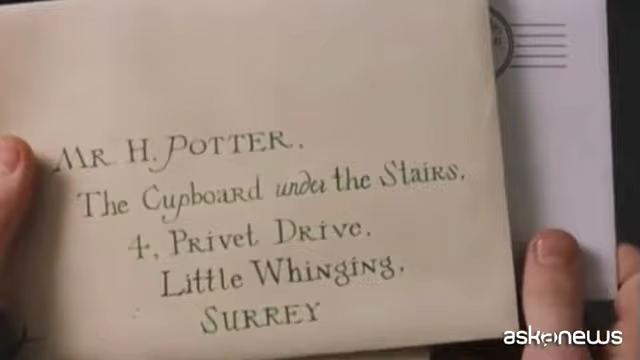 Mr H. Potter,
The Cupboard under the Stairs,
4, Privet Drive,
Little Whinging,
SURREY
askanews